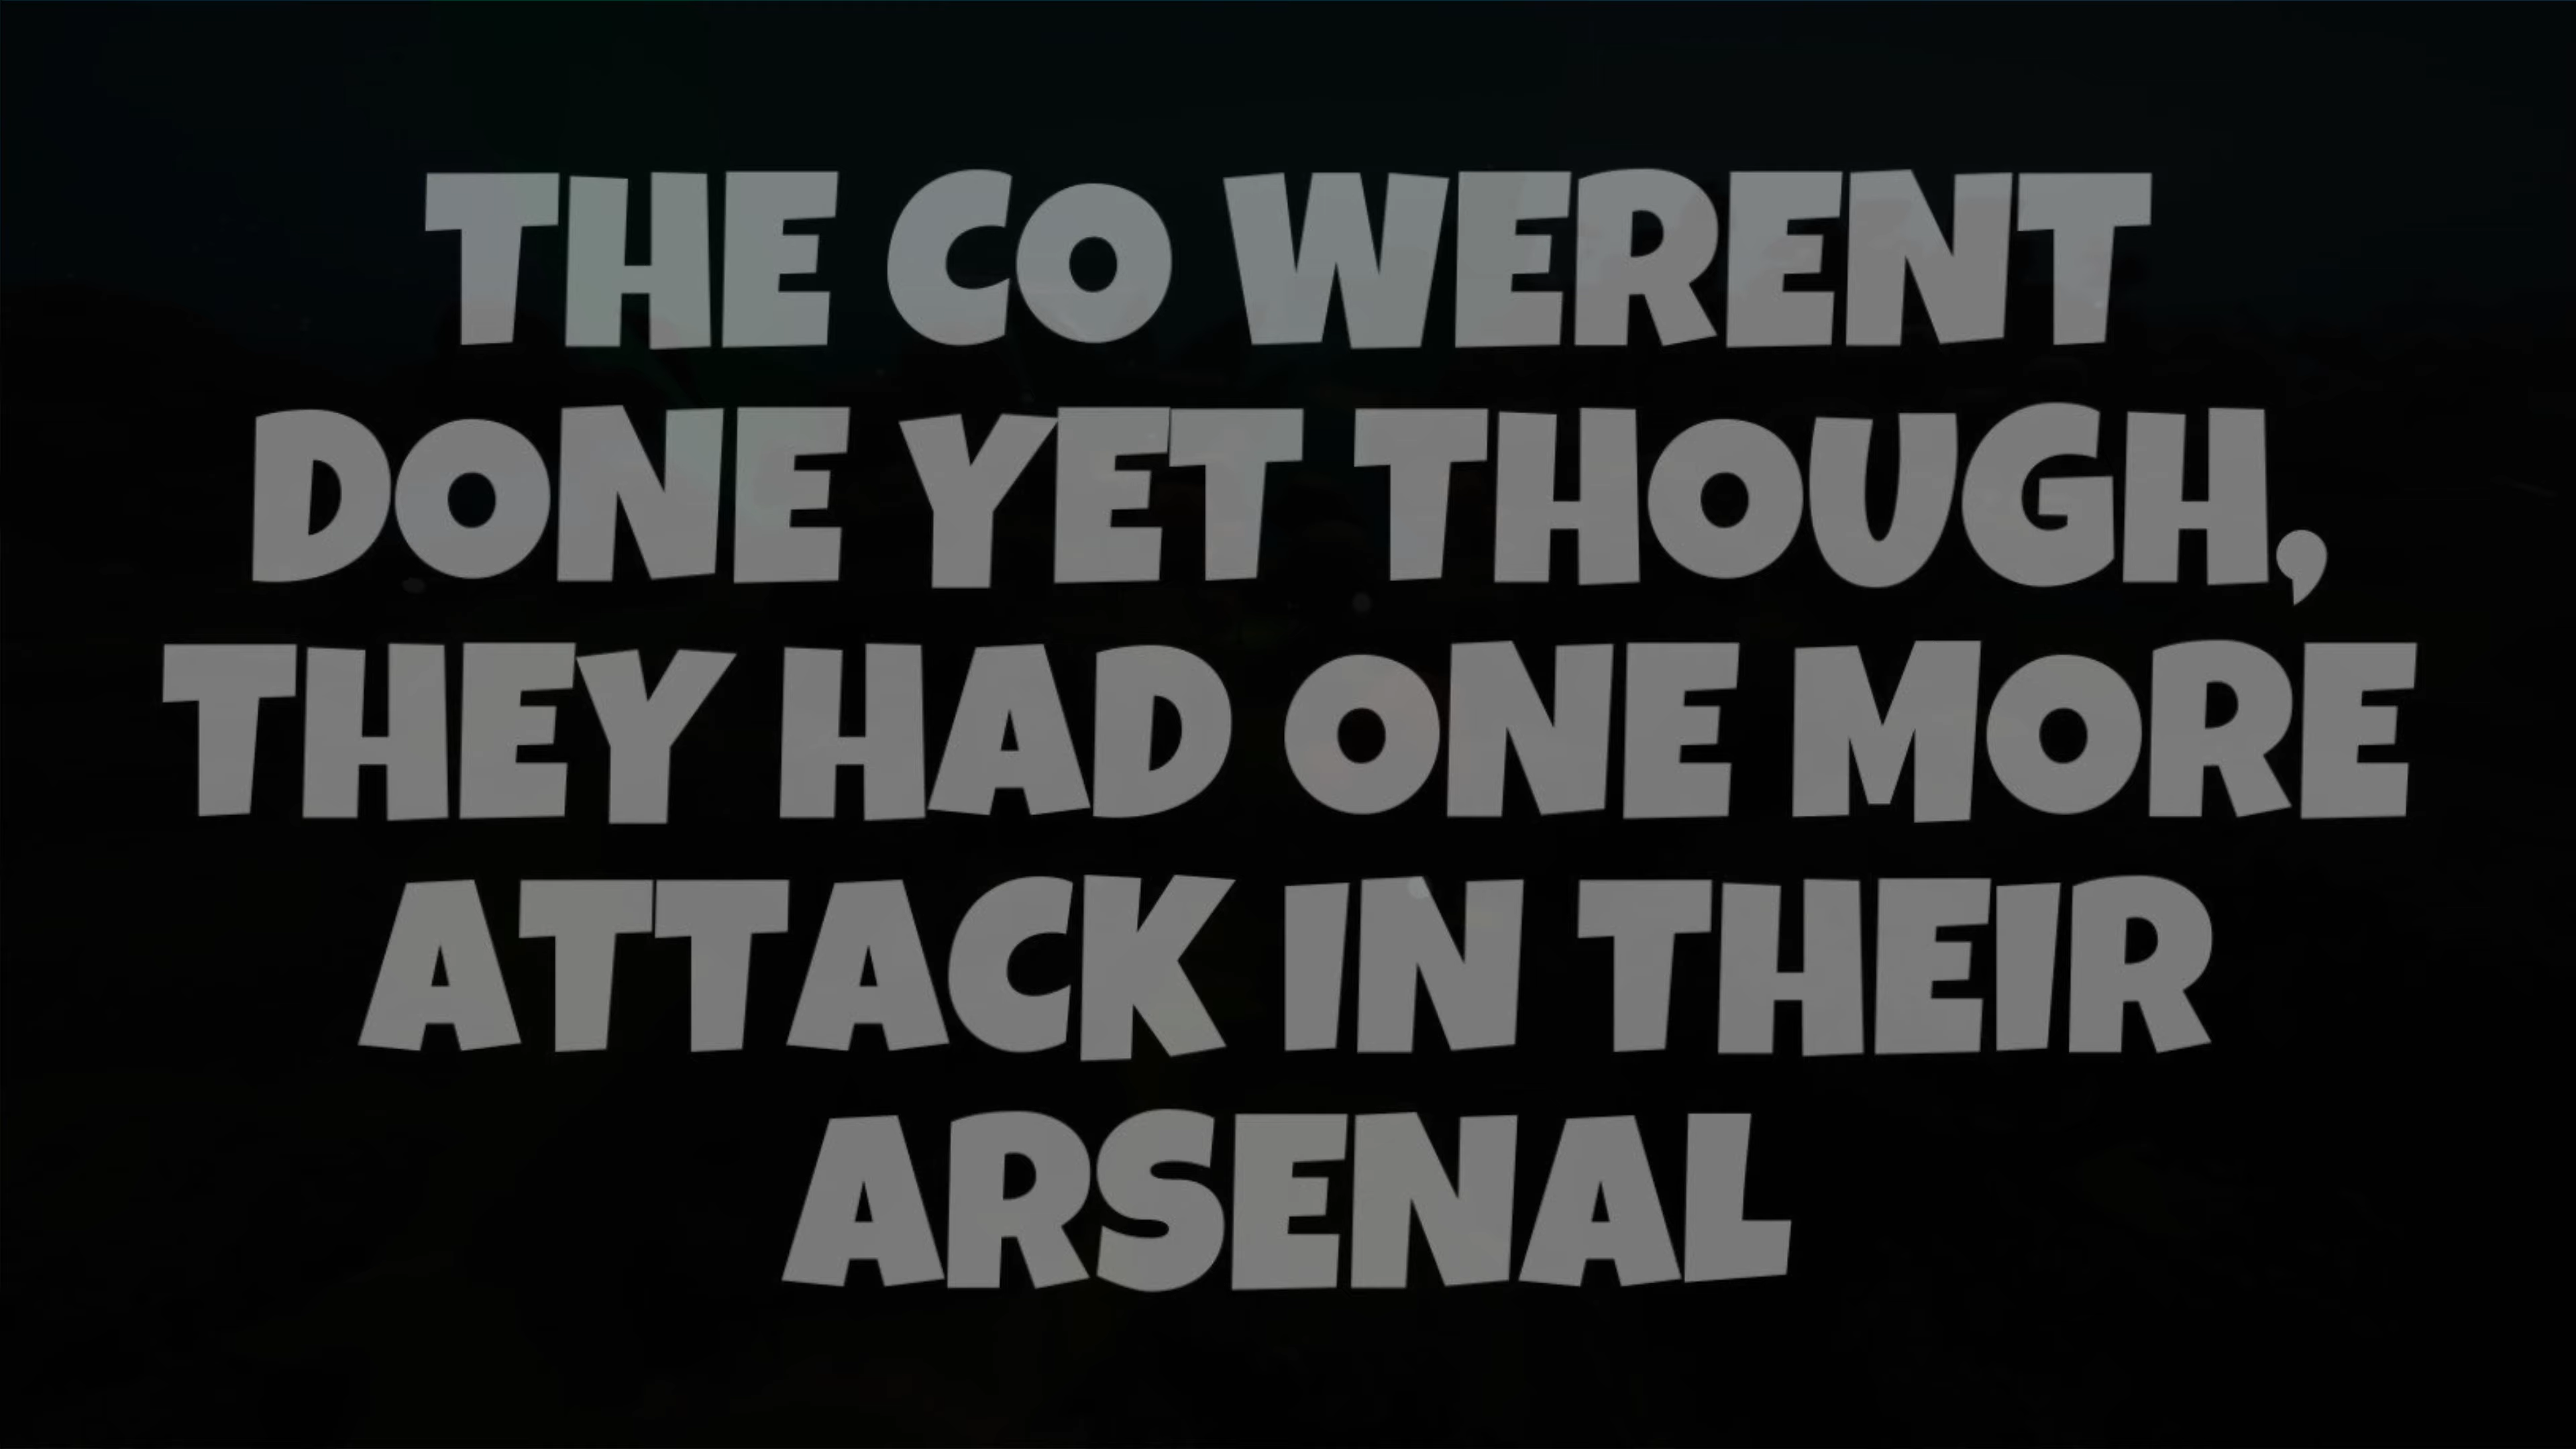 THE CO WERENT
DONE YET THOUGH,
THEY HAD ONE MORE
ATTACK IN THEIR
ARSENAL